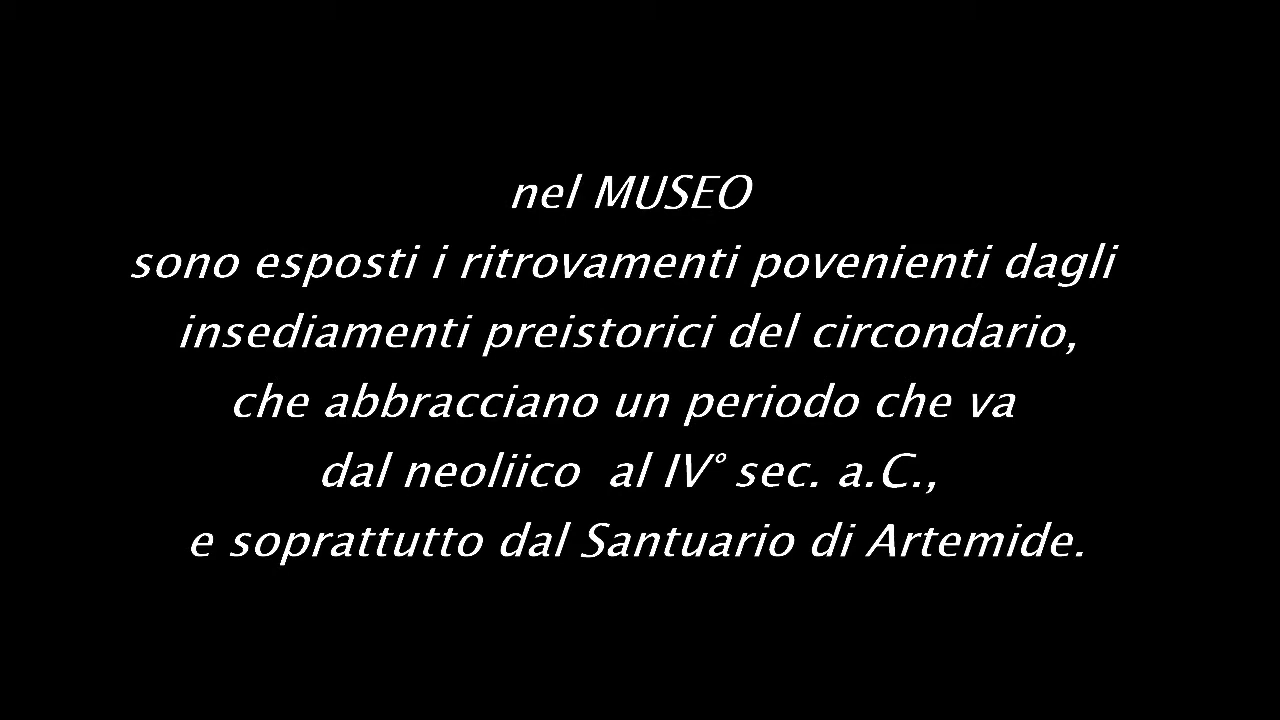 nel MUSEO
sono esposti i ritrovamenti povenienti dagli
insediamenti preistorici del circondario,
che abbracciano un periodo che va
dal neoliico al IV° sec. a.C.,
e soprattutto dal Santuario di Artemide.